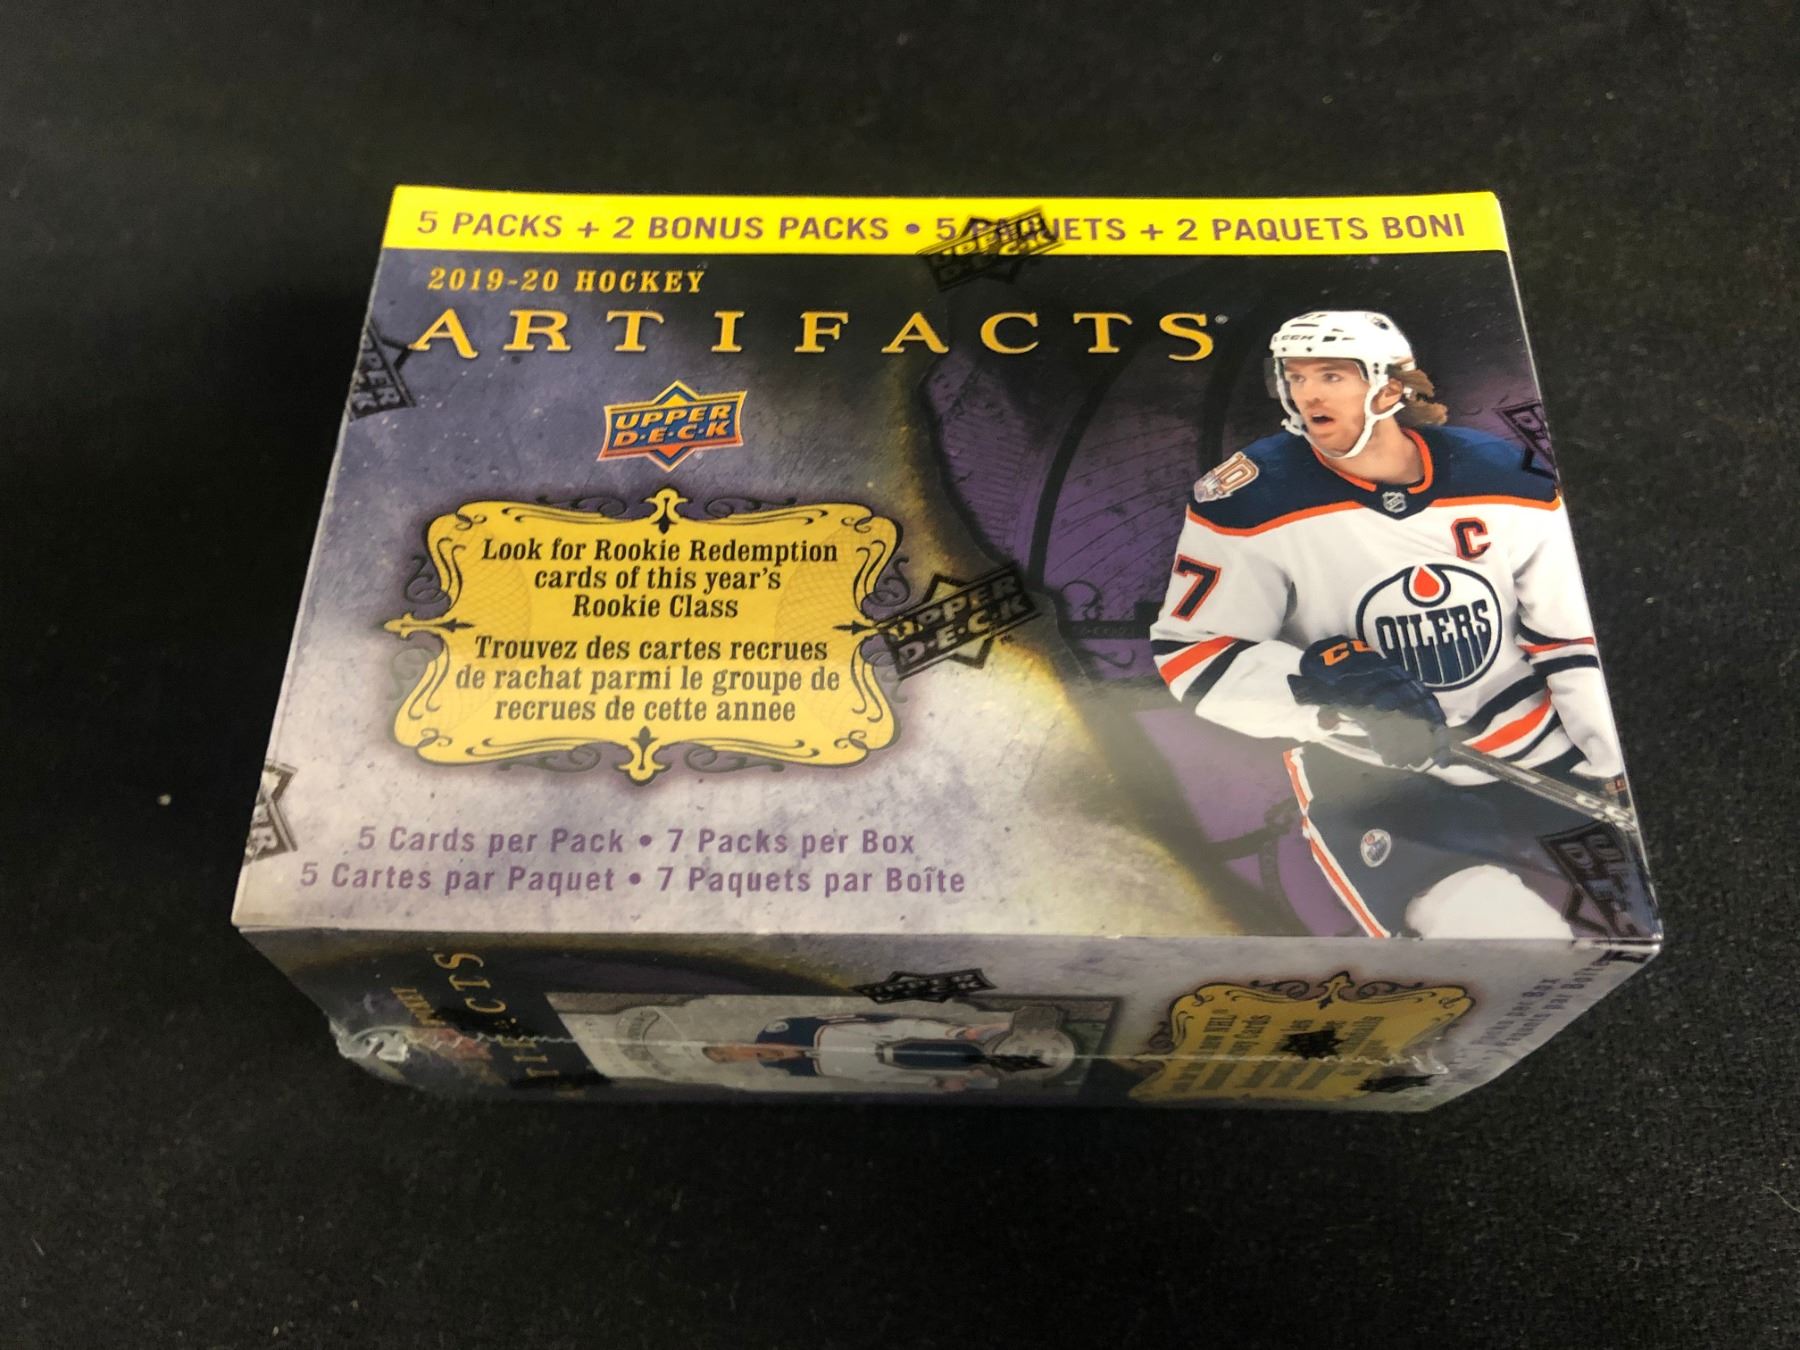 5 PACKS + 2 BONUS PACKS • 5 PAQUETS + 2 PAQUETS BONI
2019-20 HOCKEY
ARTIFACTS
UPPER
D•E•C•K
Look for Rookie Redemption
cards of this year's
Rookie Class
Trouvez des cartes recrues
de rachat parmi le groupe de
recrues de cette annee
5 Cards per Pack • 7 Packs per Box
5 Cartes par Paquet • 7 Paquets par Boîte
CCM
C
7
OILERS
UPPER
D•E•C•K
UPPER
D•E•C•K